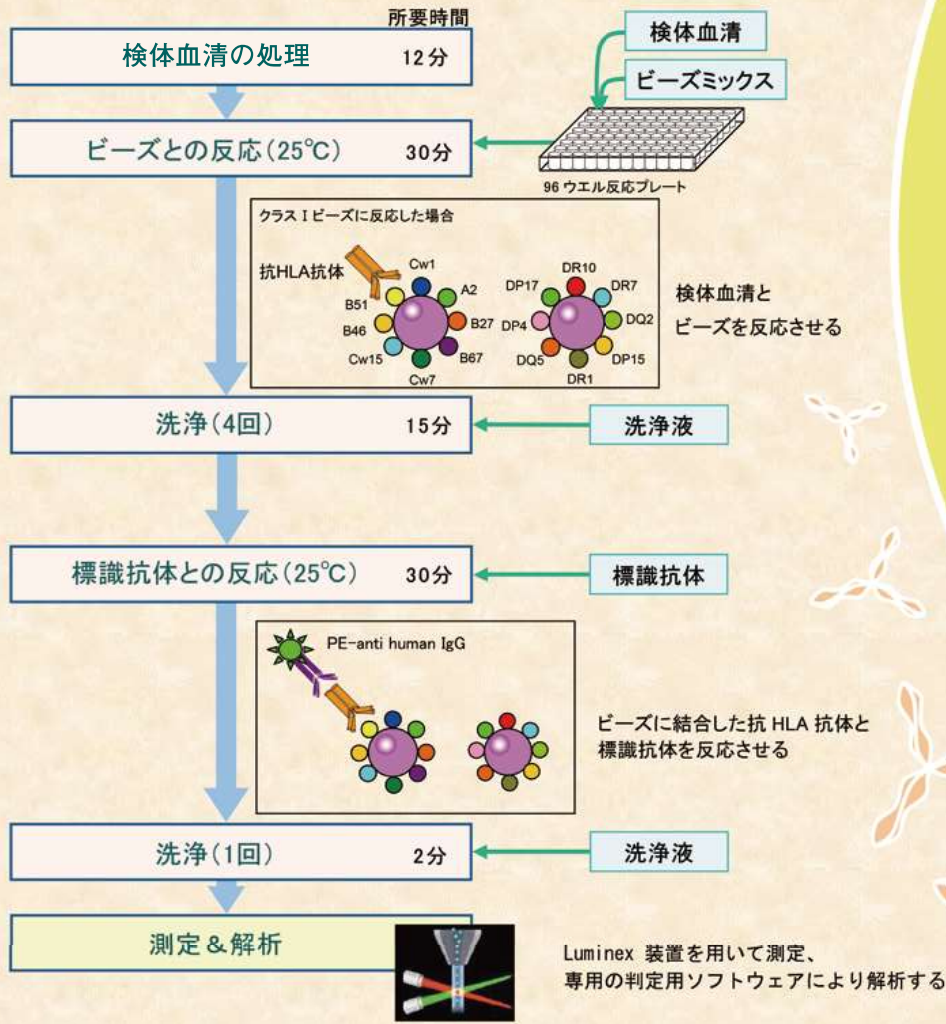 所要時間
検体血清の処理 12分
検体血清
ビーズミックス
ビーズとの反応(25℃) 30分
96 ウエル反応プレート
クラス I ビーズに反応した場合
抗HLA抗体
Cw1
A2
B51
B27
B46
B67
Cw15
Cw7
DR10
DP17
DR7
DP4
DQ2
DQ5
DP15
DR1
検体血清と
ビーズを反応させる
洗浄(4回) 15分
洗浄液
標識抗体との反応(25℃) 30分
標識抗体
PE-anti human IgG
ビーズに結合した抗 HLA 抗体と
標識抗体を反応させる
洗浄(1回) 2分
洗浄液
測定&解析
Luminex 装置を用いて測定、
専用の判定用ソフトウェアにより解析する